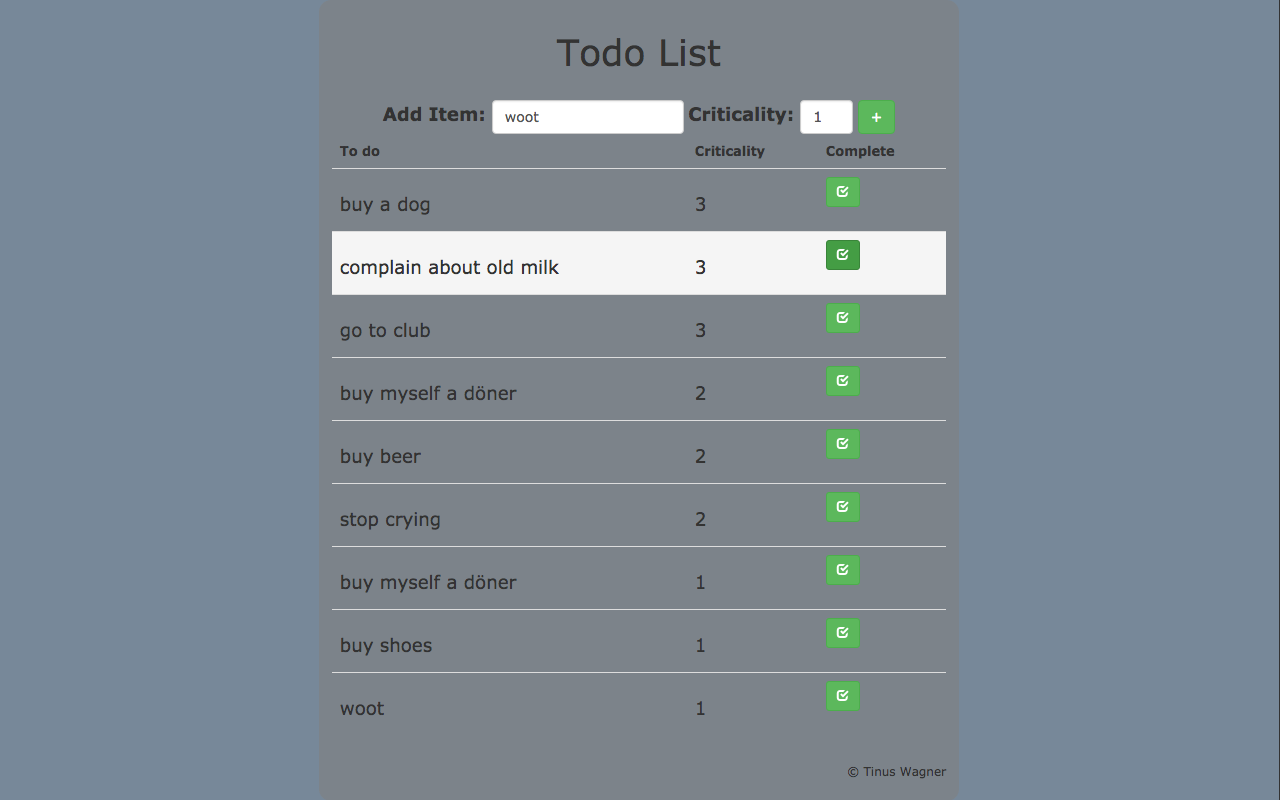 Todo List
Add Item: woot Criticality: 1 +
To do Criticality Complete
buy a dog 3
complain about old milk 3
go to club 3
buy myself a döner 2
buy beer 2
stop crying 2
buy myself a döner 1
buy shoes 1
woot 1
© Tinus Wagner